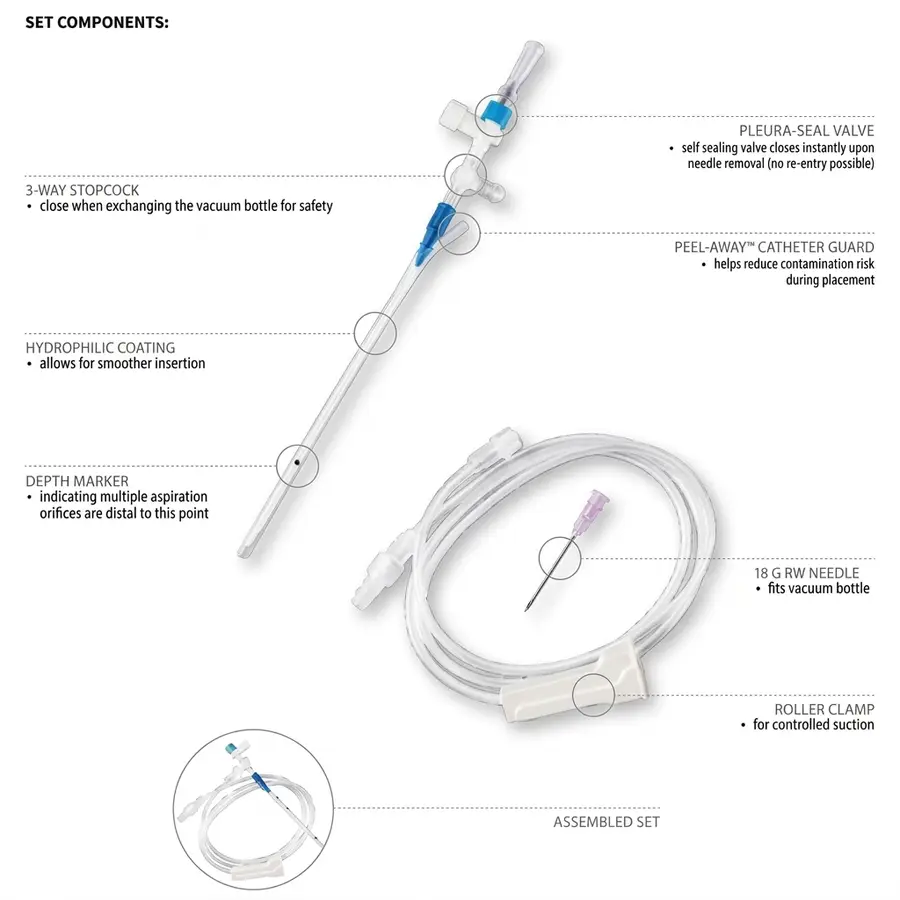 SET COMPONENTS:
PLEURA-SEAL VALVE
• self sealing valve closes instantly upon
needle removal (no re-entry possible)
3-WAY STOPCOCK
• close when exchanging the vacuum bottle for safety
PEEL-AWAY™ CATHETER GUARD
• helps reduce contamination risk
during placement
HYDROPHILIC COATING
• allows for smoother insertion
DEPTH MARKER
• indicating multiple aspiration
orifices are distal to this point
18 G RW NEEDLE
• fits vacuum bottle
ROLLER CLAMP
• for controlled suction
ASSEMBLED SET